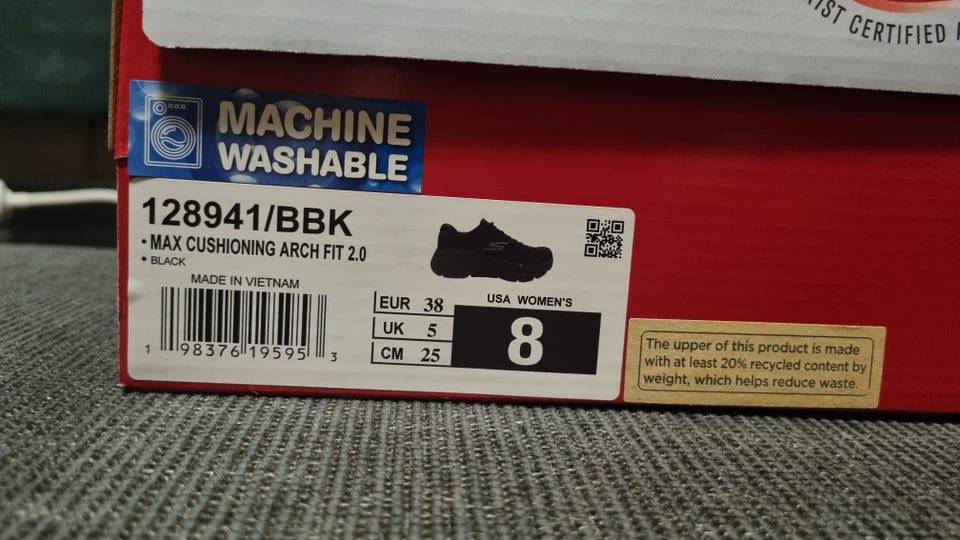 CERTIFIED
MACHINE
WASHABLE
128941/BBK
• MAX CUSHIONING ARCH FIT 2.0
• BLACK
MADE IN VIETNAM
1 98376 19595 3
EUR 38
UK 5
CM 25
USA WOMEN'S
8
The upper of this product is made
with at least 20% recycled content by
weight, which helps reduce waste.